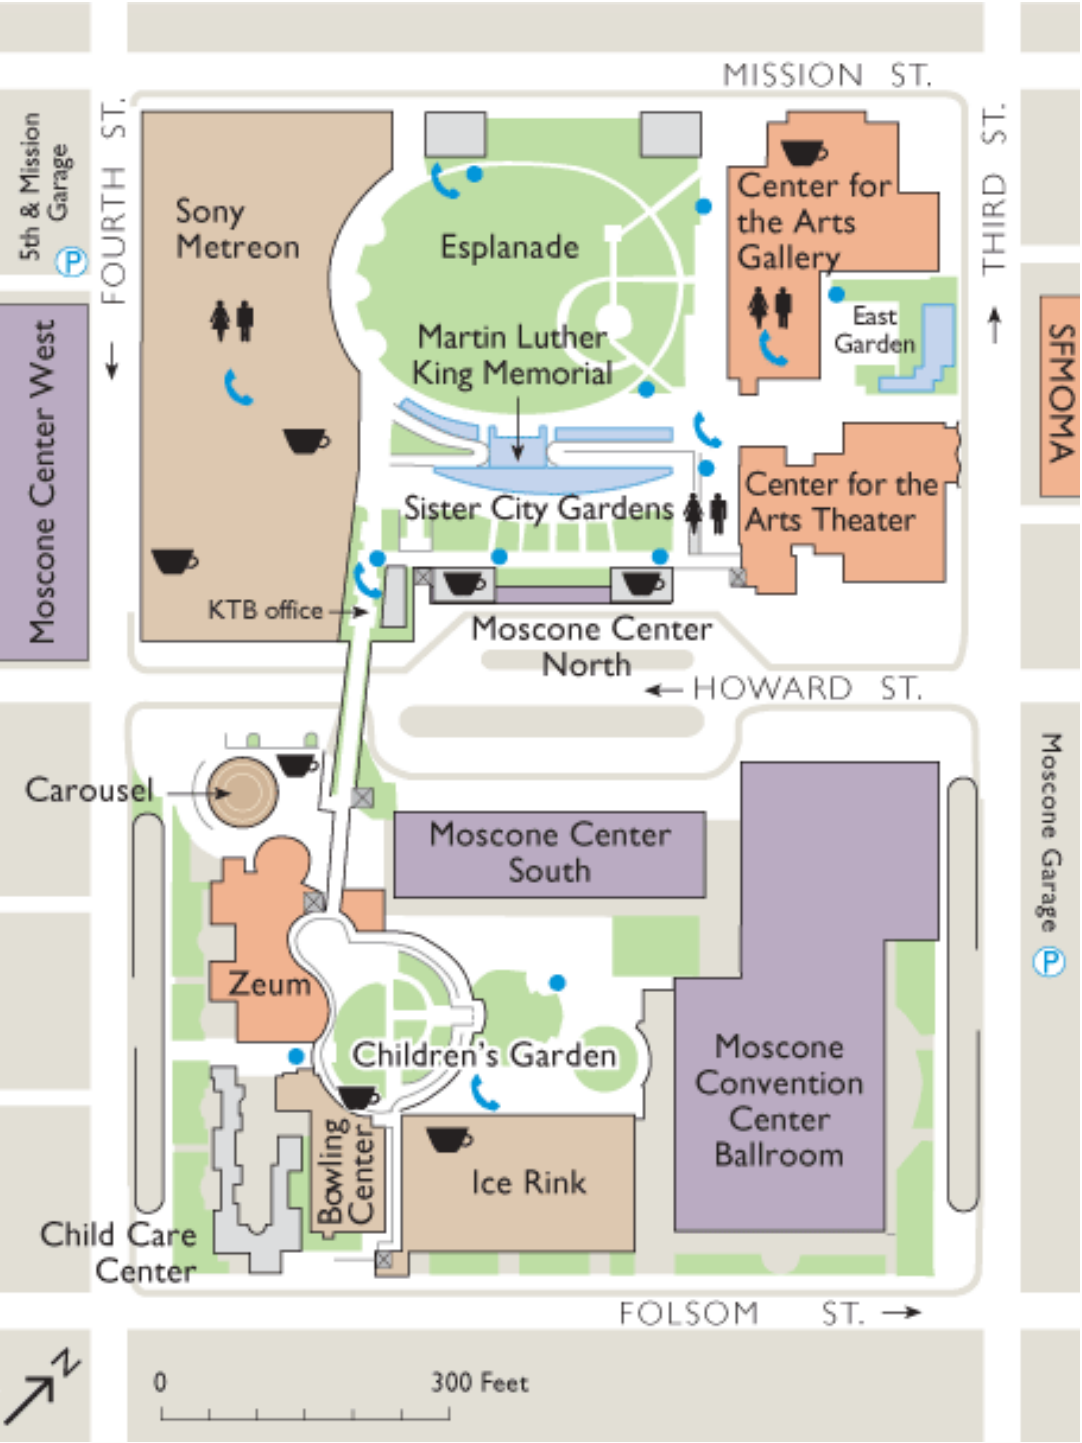 MISSION ST.
FOURTH ST.
THIRD ST.
5th & Mission
Garage
P
Sony
Metreon
Esplanade
Center for
the Arts
Gallery
East
Garden
Martin Luther
King Memorial
Moscone Center West
SFMOMA
Sister City Gardens
Center for the
Arts Theater
KTB office
Moscone Center
North
HOWARD ST.
Carousel
Moscone Center
South
Moscone Garage
P
Zeum
Children's Garden
Moscone
Convention
Center
Ballroom
Bowling
Center
Ice Rink
Child Care
Center
FOLSOM ST.
N
0 300 Feet